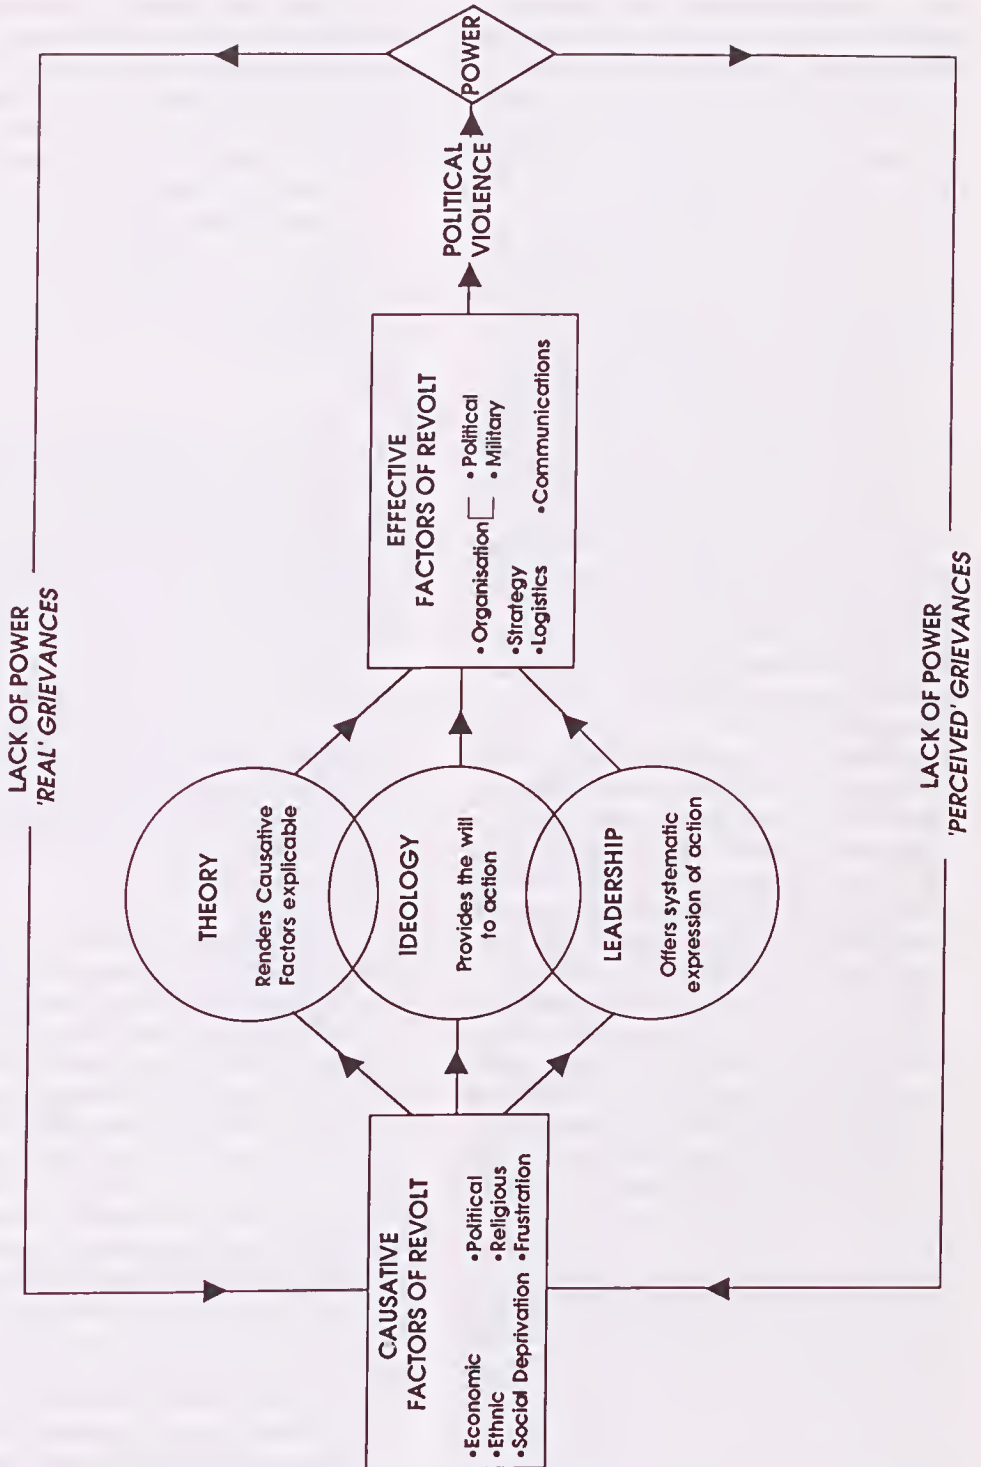 LACK OF POWER
'REAL' GRIEVANCES
CAUSATIVE
FACTORS OF REVOLT
•Economic •Political
•Ethnic •Religious
•Social Deprivation •Frustration
THEORY
Renders Causative
Factors explicable
IDEOLOGY
Provides the will
to action
LEADERSHIP
Offers systematic
expression of action
EFFECTIVE
FACTORS OF REVOLT
•Organisation •Political
•Military
•Strategy
•Logistics •Communications
POLITICAL
VIOLENCE
POWER
LACK OF POWER
'PERCEIVED' GRIEVANCES